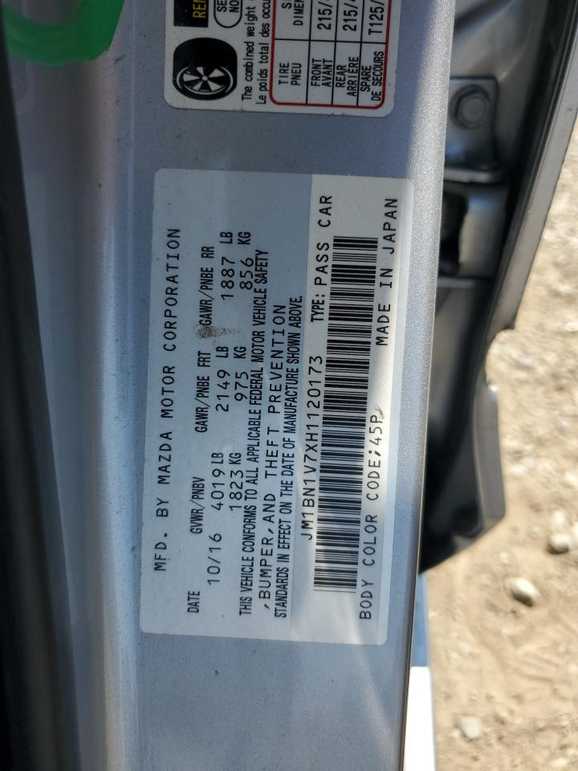 MFD. BY MAZDA MOTOR CORPORATION
DATE GVWR/PNBV GAWR/PNBE FRT GAWR/PNBE RR
10/16 4019 LB 2149 LB 1887 LB
1823 KG 975 KG 856 KG
THIS VEHICLE CONFORMS TO ALL APPLICABLE FEDERAL MOTOR VEHICLE SAFETY
,BUMPER,AND THEFT PREVENTION
STANDARDS IN EFFECT ON THE DATE OF MANUFACTURE SHOWN ABOVE.
JM1BN1V7XH1120173 TYPE: PASS CAR
BODY COLOR CODE;45P MADE IN JAPAN
The combined weight
Le poids total des occu
TIRE
PNEU
FRONT
AVANT
215/
REAR
ARRIÈRE
215/4
SPARE
DE SECOURS
T125/